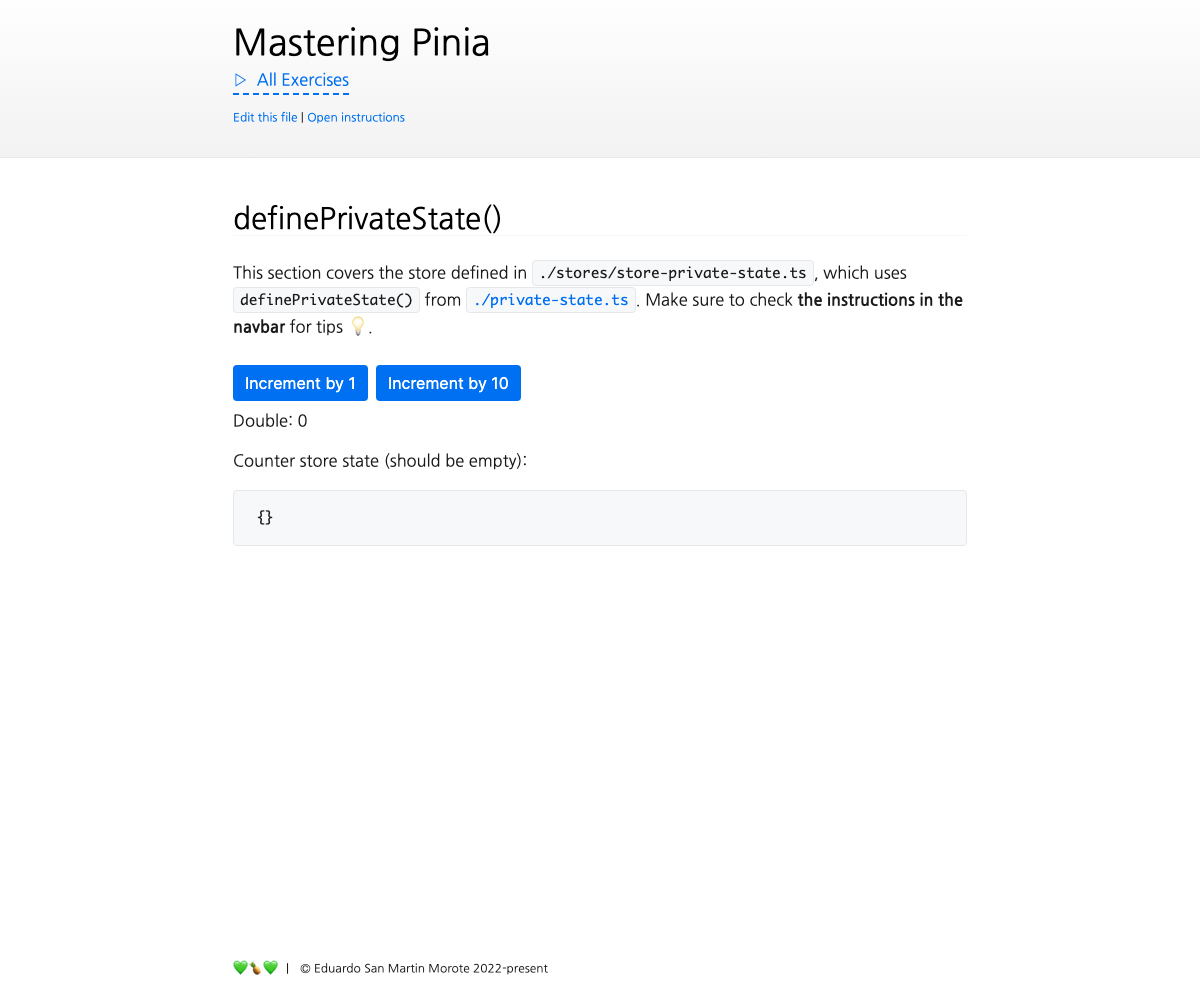 Mastering Pinia
▷ All Exercises
Edit this file | Open instructions
definePrivateState()
This section covers the store defined in ./stores/store-private-state.ts, which uses
definePrivateState() from ./private-state.ts. Make sure to check the instructions in the
navbar for tips 💡.
Increment by 1 Increment by 10
Double: 0
Counter store state (should be empty):
{}
💚🍍💚 | © Eduardo San Martin Morote 2022-present